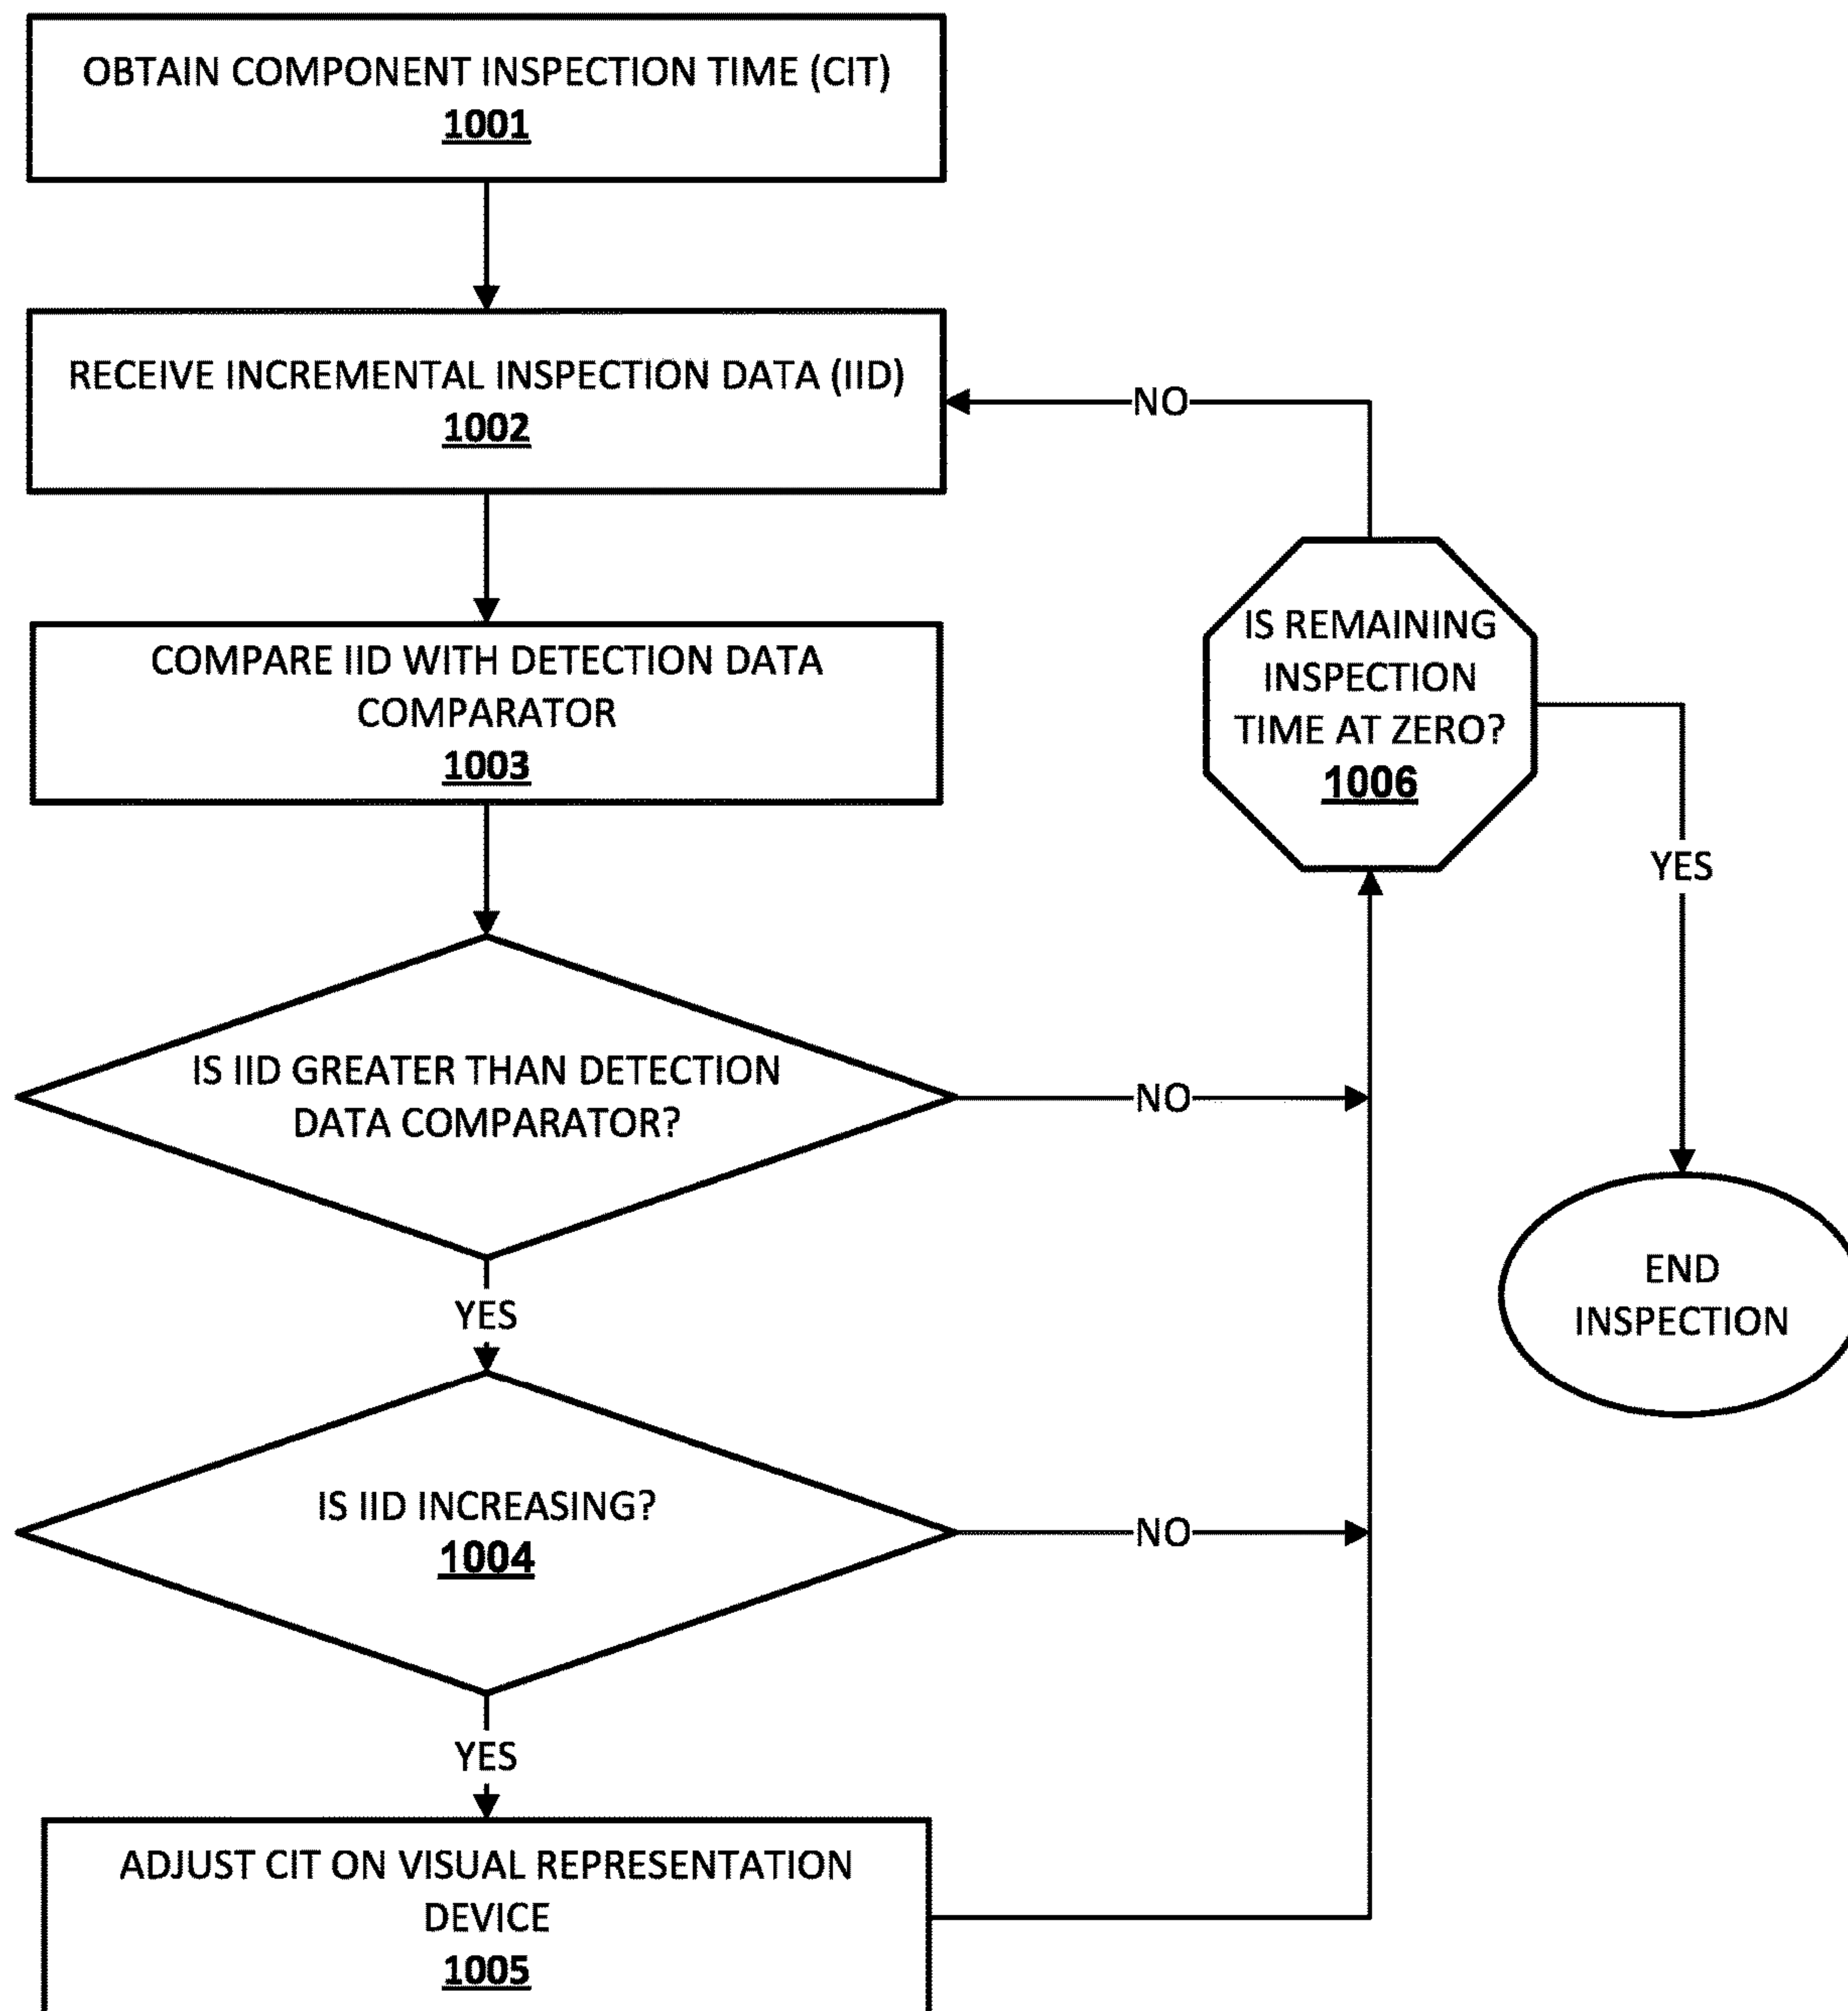 OBTAIN COMPONENT INSPECTION TIME (CIT)
1001
RECEIVE INCREMENTAL INSPECTION DATA (IID)
1002
NO
COMPARE IID WITH DETECTION DATA
COMPARATOR
1003
IS REMAINING
INSPECTION
TIME AT ZERO?
1006
YES
IS IID GREATER THAN DETECTION
DATA COMPARATOR?
NO
YES
END
INSPECTION
IS IID INCREASING?
1004
NO
YES
ADJUST CIT ON VISUAL REPRESENTATION
DEVICE
1005